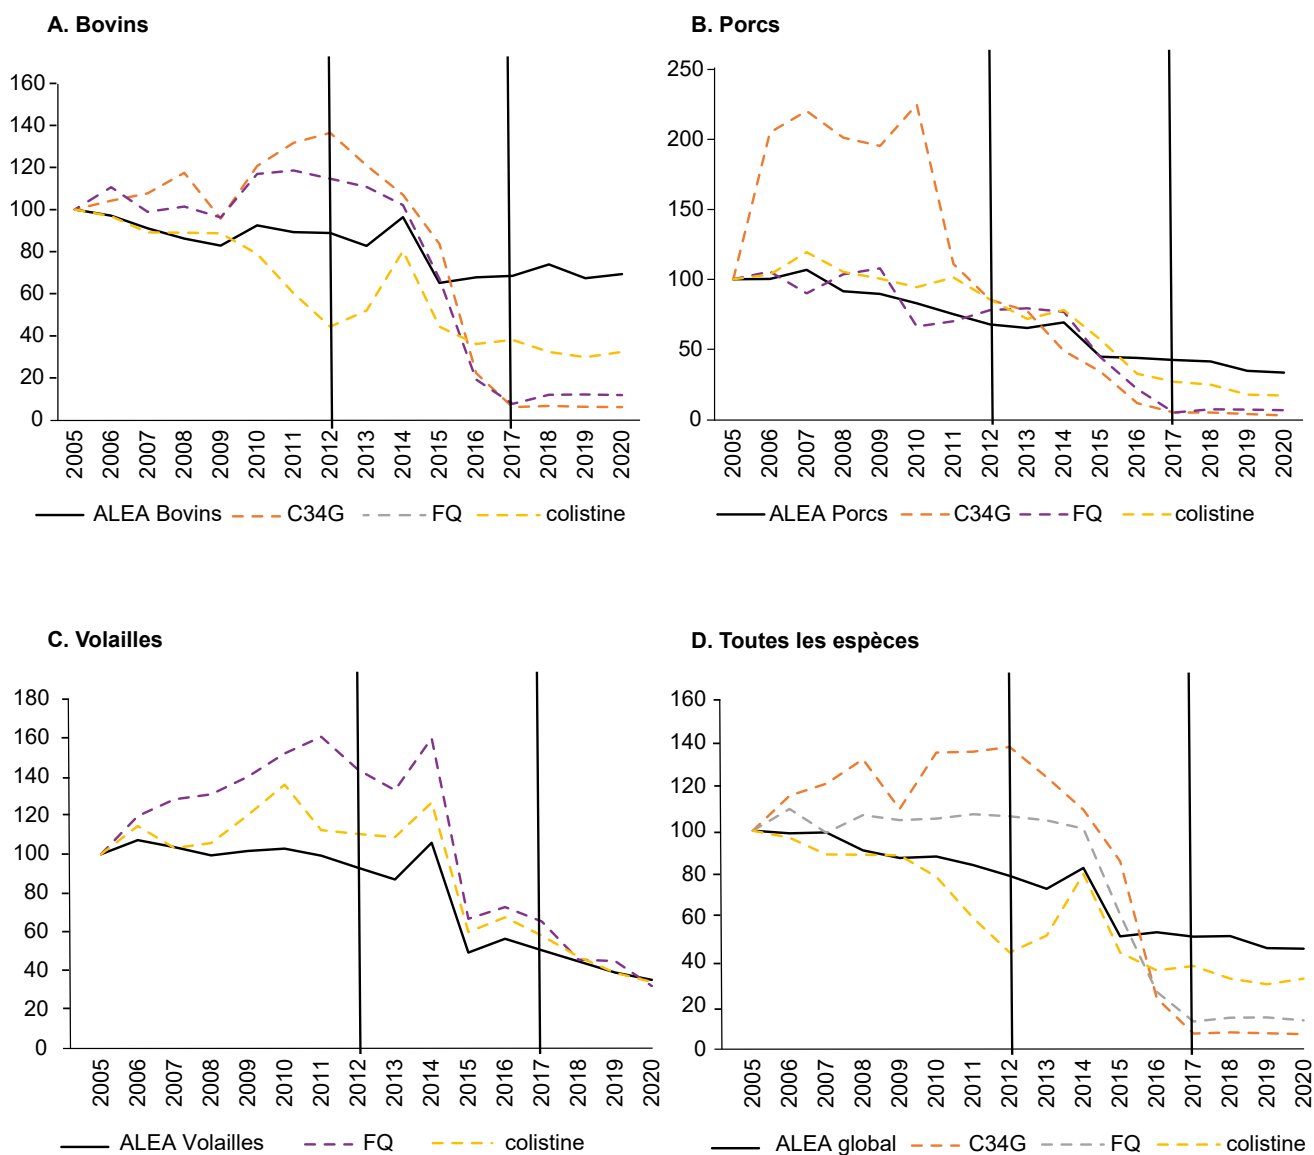 A. Bovins
160
140
120
100
80
60
40
20
0
2005 2006 2007 2008 2009 2010 2011 2012 2013 2014 2015 2016 2017 2018 2019 2020
ALEA Bovins C34G FQ colistine
B. Porcs
250
200
150
100
50
0
2005 2006 2007 2008 2009 2010 2011 2012 2013 2014 2015 2016 2017 2018 2019 2020
ALEA Porcs C34G FQ colistine
C. Volailles
180
160
140
120
100
80
60
40
20
0
2005 2006 2007 2008 2009 2010 2011 2012 2013 2014 2015 2016 2017 2018 2019 2020
ALEA Volailles FQ colistine
D. Toutes les espèces
160
140
120
100
80
60
40
20
0
2005 2006 2007 2008 2009 2010 2011 2012 2013 2014 2015 2016 2017 2018 2019 2020
ALEA global C34G FQ colistine